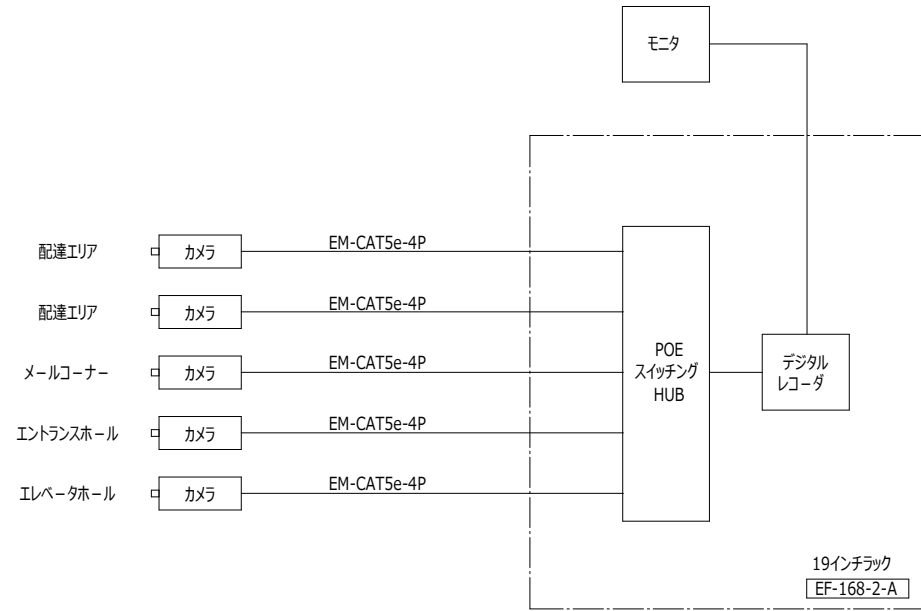 モニタ
配達エリア
カメラ
EM-CAT5e-4P
配達エリア
カメラ
EM-CAT5e-4P
メールコーナー
カメラ
EM-CAT5e-4P
エントランスホール
カメラ
EM-CAT5e-4P
エレベータホール
カメラ
EM-CAT5e-4P
POE
スイッチング
HUB
デジタル
レコーダ
19インチラック
EF-168-2-A